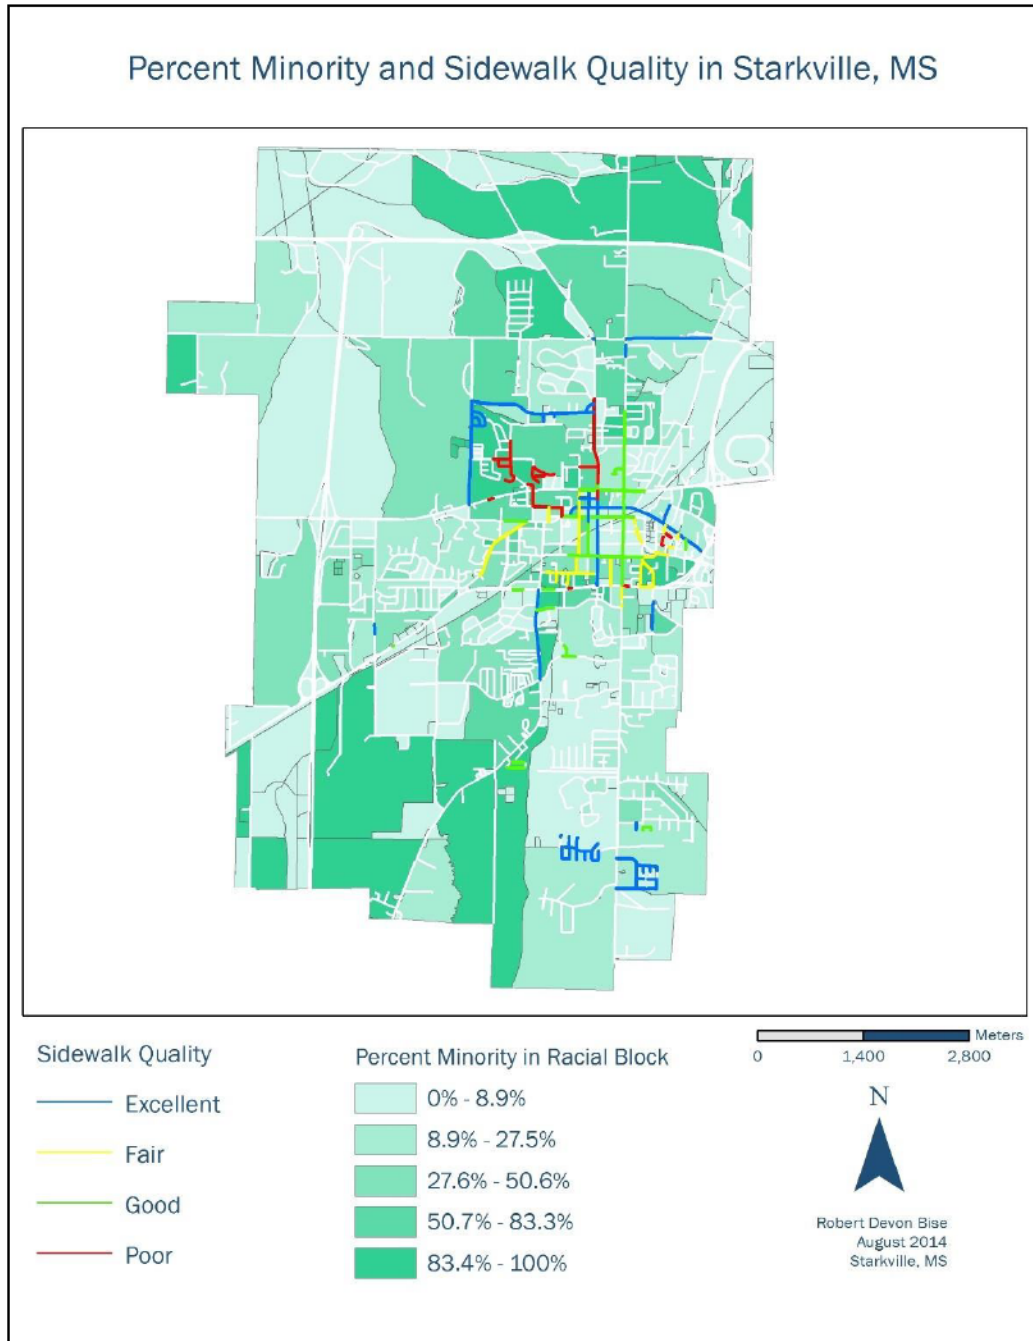 Percent Minority and Sidewalk Quality in Starkville, MS
Sidewalk Quality
Excellent
Fair
Good
Poor
Percent Minority in Racial Block
0% - 8.9%
8.9% - 27.5%
27.6% - 50.6%
50.7% - 83.3%
83.4% - 100%
Meters
0 1,400 2,800
N
Robert Devon Bise
August 2014
Starkville, MS